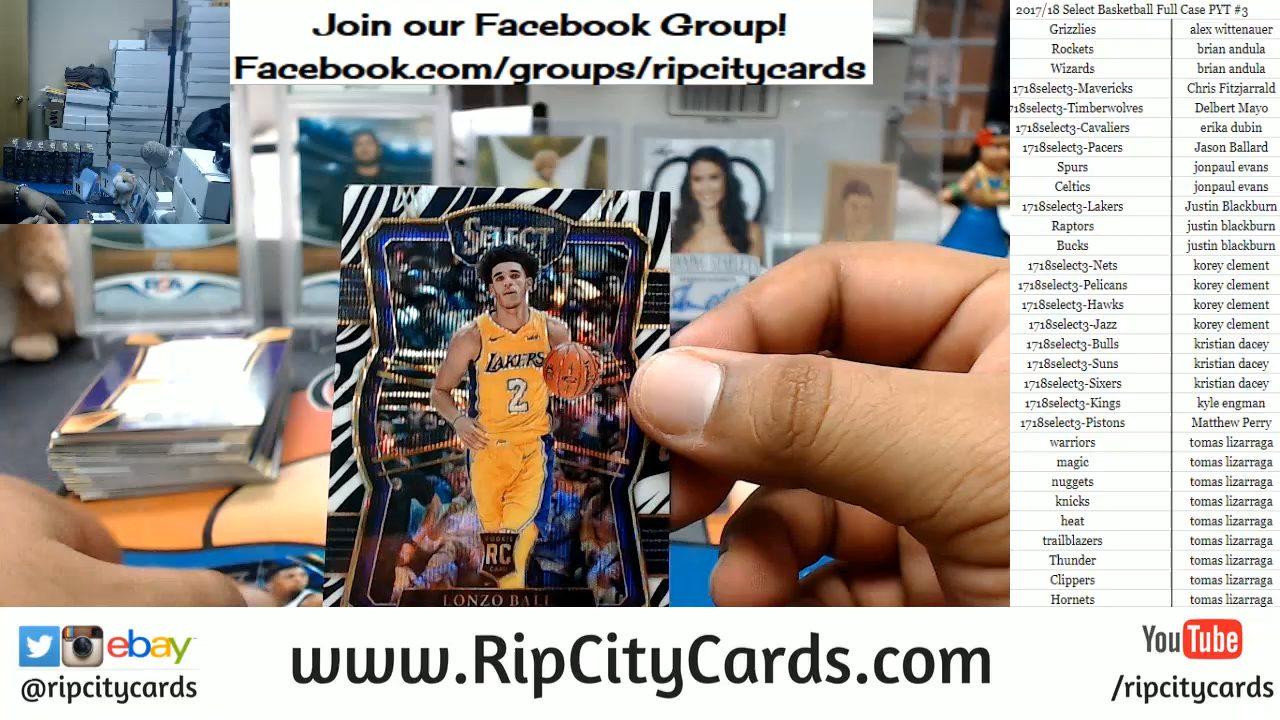 Join our Facebook Group!
Facebook.com/groups/ripcitycards
2017/18 Select Basketball Full Case PYT #3
Grizzlies alex wittenauer
Rockets brian andula
Wizards brian andula
1718select3-Mavericks Chris Fitzjarrald
718select3-Timberwolves Delbert Mayo
1718select3-Cavaliers erika dubin
1718select3-Pacers Jason Ballard
Spurs jonpaul evans
Celtics jonpaul evans
1718select3-Lakers Justin Blackburn
Raptors justin blackburn
Bucks justin blackburn
1718select3-Nets korey clement
1718select3-Pelicans korey clement
1718select3-Hawks korey clement
1718select3-Jazz korey clement
1718select3-Bulls kristian dacey
1718select3-Suns kristian dacey
1718select3-Sixers kristian dacey
1718select3-Kings kyle engman
1718select3-Pistons Matthew Perry
warriors tomas lizarraga
magic tomas lizarraga
nuggets tomas lizarraga
knicks tomas lizarraga
heat tomas lizarraga
trailblazers tomas lizarraga
Thunder tomas lizarraga
Clippers tomas lizarraga
Hornets tomas lizarraga
SELECT
LAKERS
2
ROOKIE
RC
CARD
LONZO BALL
ebay
@ripcitycards
www.RipCityCards.com
YouTube
/ripcitycards